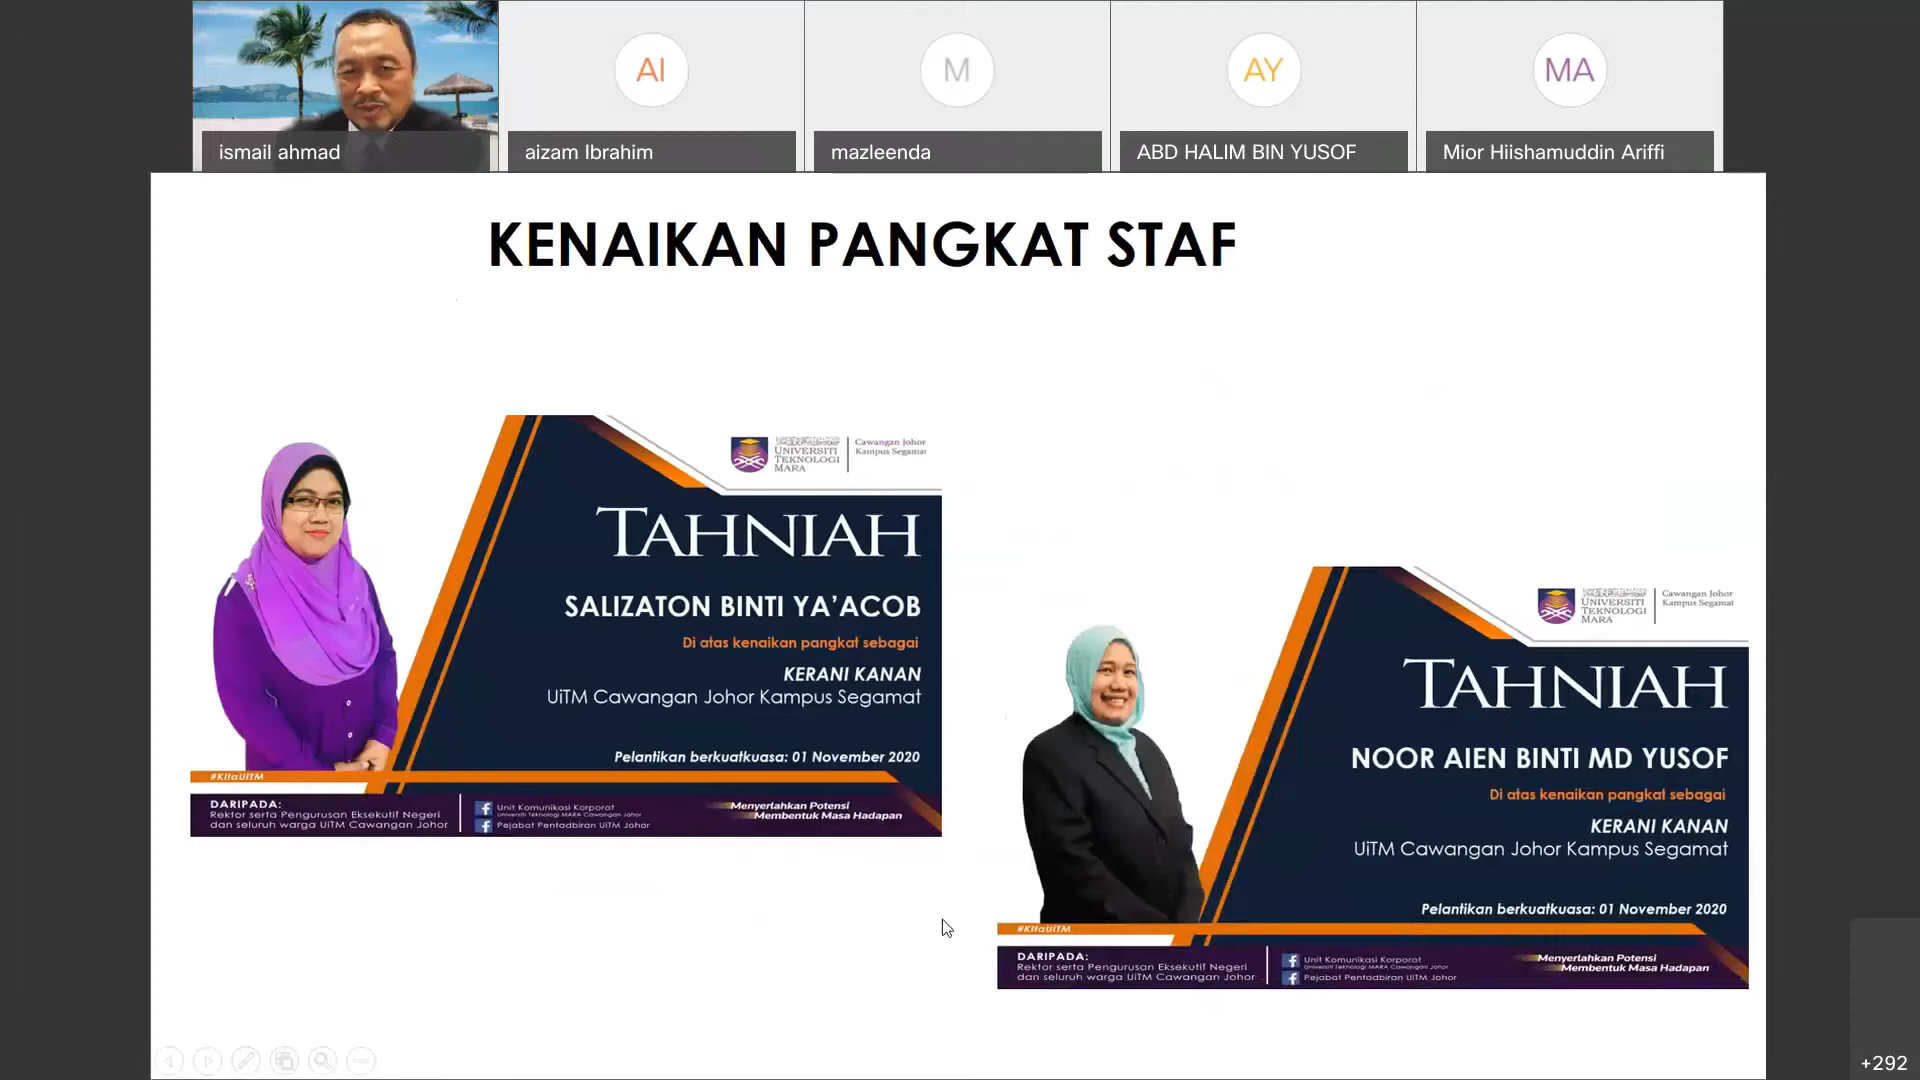 AI
M
AY
MA
ismail ahmad
aizam Ibrahim
mazleenda
ABD HALIM BIN YUSOF
Mior Hiishamuddin Ariffi
KENAIKAN PANGKAT STAF
UNIVERSITI
TEKNOLOGI
MARA
Cawangan Johor
Kampus Segamat
TAHNIAH
SALIZATON BINTI YA’ACOB
Di atas kenaikan pangkat sebagai
KERANI KANAN
UiTM Cawangan Johor Kampus Segamat
Pelantikan berkuatkuasa: 01 November 2020
#KitaUiTM
DARIPADA:
Rektor serta Pengurusan Eksekutif Negeri
dan seluruh warga UiTM Cawangan Johor
Unit Komunikasi Korporat
Universiti Teknologi MARA Cawangan Johor
Pejabat Pentadbiran UiTM Johor
Menyerlahkan Potensi
Membentuk Masa Hadapan
UNIVERSITI
TEKNOLOGI
MARA
Cawangan Johor
Kampus Segamat
TAHNIAH
NOOR AIEN BINTI MD YUSOF
Di atas kenaikan pangkat sebagai
KERANI KANAN
UiTM Cawangan Johor Kampus Segamat
Pelantikan berkuatkuasa: 01 November 2020
#KitaUiTM
DARIPADA:
Rektor serta Pengurusan Eksekutif Negeri
dan seluruh warga UiTM Cawangan Johor
Unit Komunikasi Korporat
Universiti Teknologi MARA Cawangan Johor
Pejabat Pentadbiran UiTM Johor
Menyerlahkan Potensi
Membentuk Masa Hadapan
+292